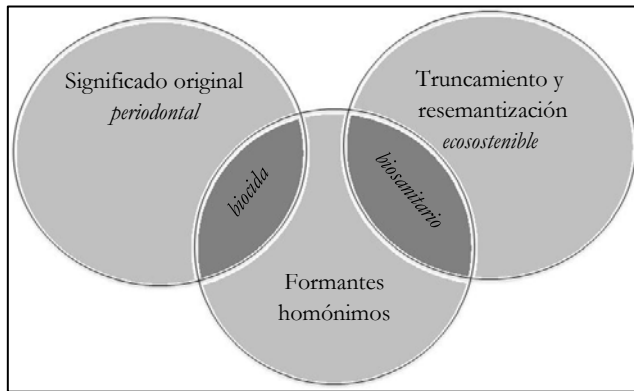 Significado original
periodontal
Truncamiento y
resemantización
ecosostenible
biocida
biosanitario
Formantes
homónimos